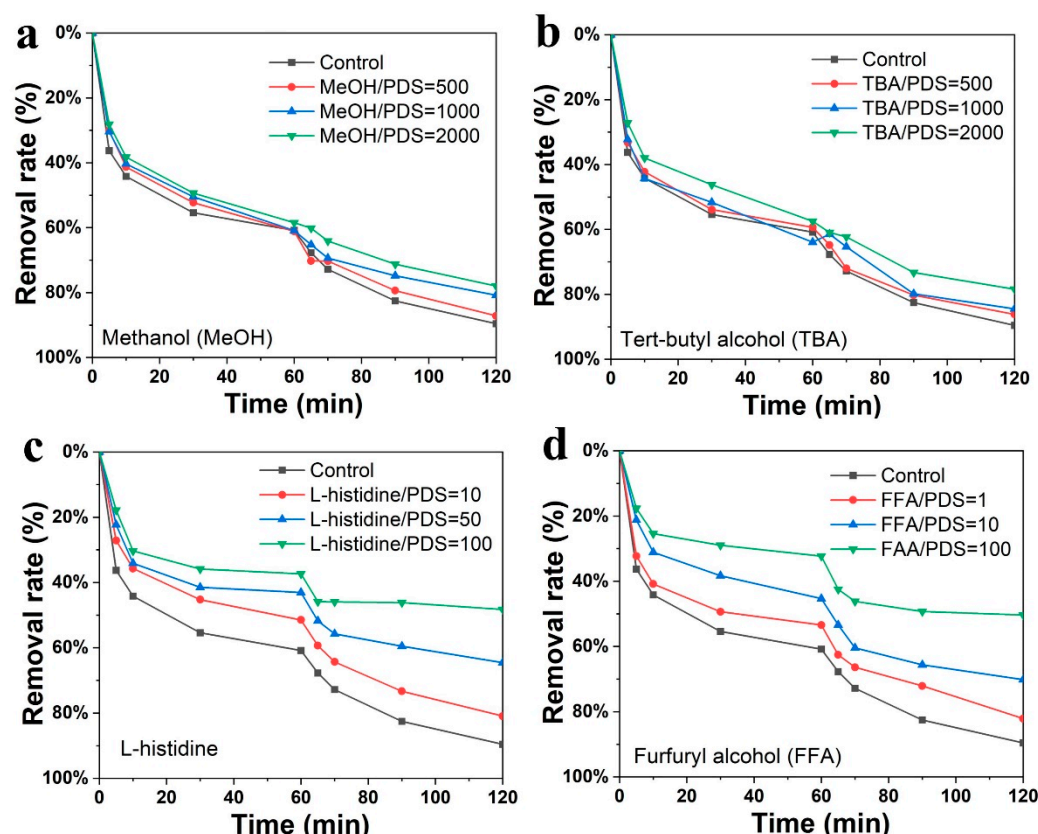 a
0%
20%
40%
60%
80%
100%
Removal rate (%)
Control
MeOH/PDS=500
MeOH/PDS=1000
MeOH/PDS=2000
Methanol (MeOH)
0 20 40 60 80 100 120
Time (min)
b
0%
20%
40%
60%
80%
100%
Removal rate (%)
Control
TBA/PDS=500
TBA/PDS=1000
TBA/PDS=2000
Tert-butyl alcohol (TBA)
0 20 40 60 80 100 120
Time (min)
c
0%
20%
40%
60%
80%
100%
Removal rate (%)
Control
L-histidine/PDS=10
L-histidine/PDS=50
L-histidine/PDS=100
L-histidine
0 20 40 60 80 100 120
Time (min)
d
0%
20%
40%
60%
80%
100%
Removal rate (%)
Control
FFA/PDS=1
FFA/PDS=10
FAA/PDS=100
Furfuryl alcohol (FFA)
0 20 40 60 80 100 120
Time (min)